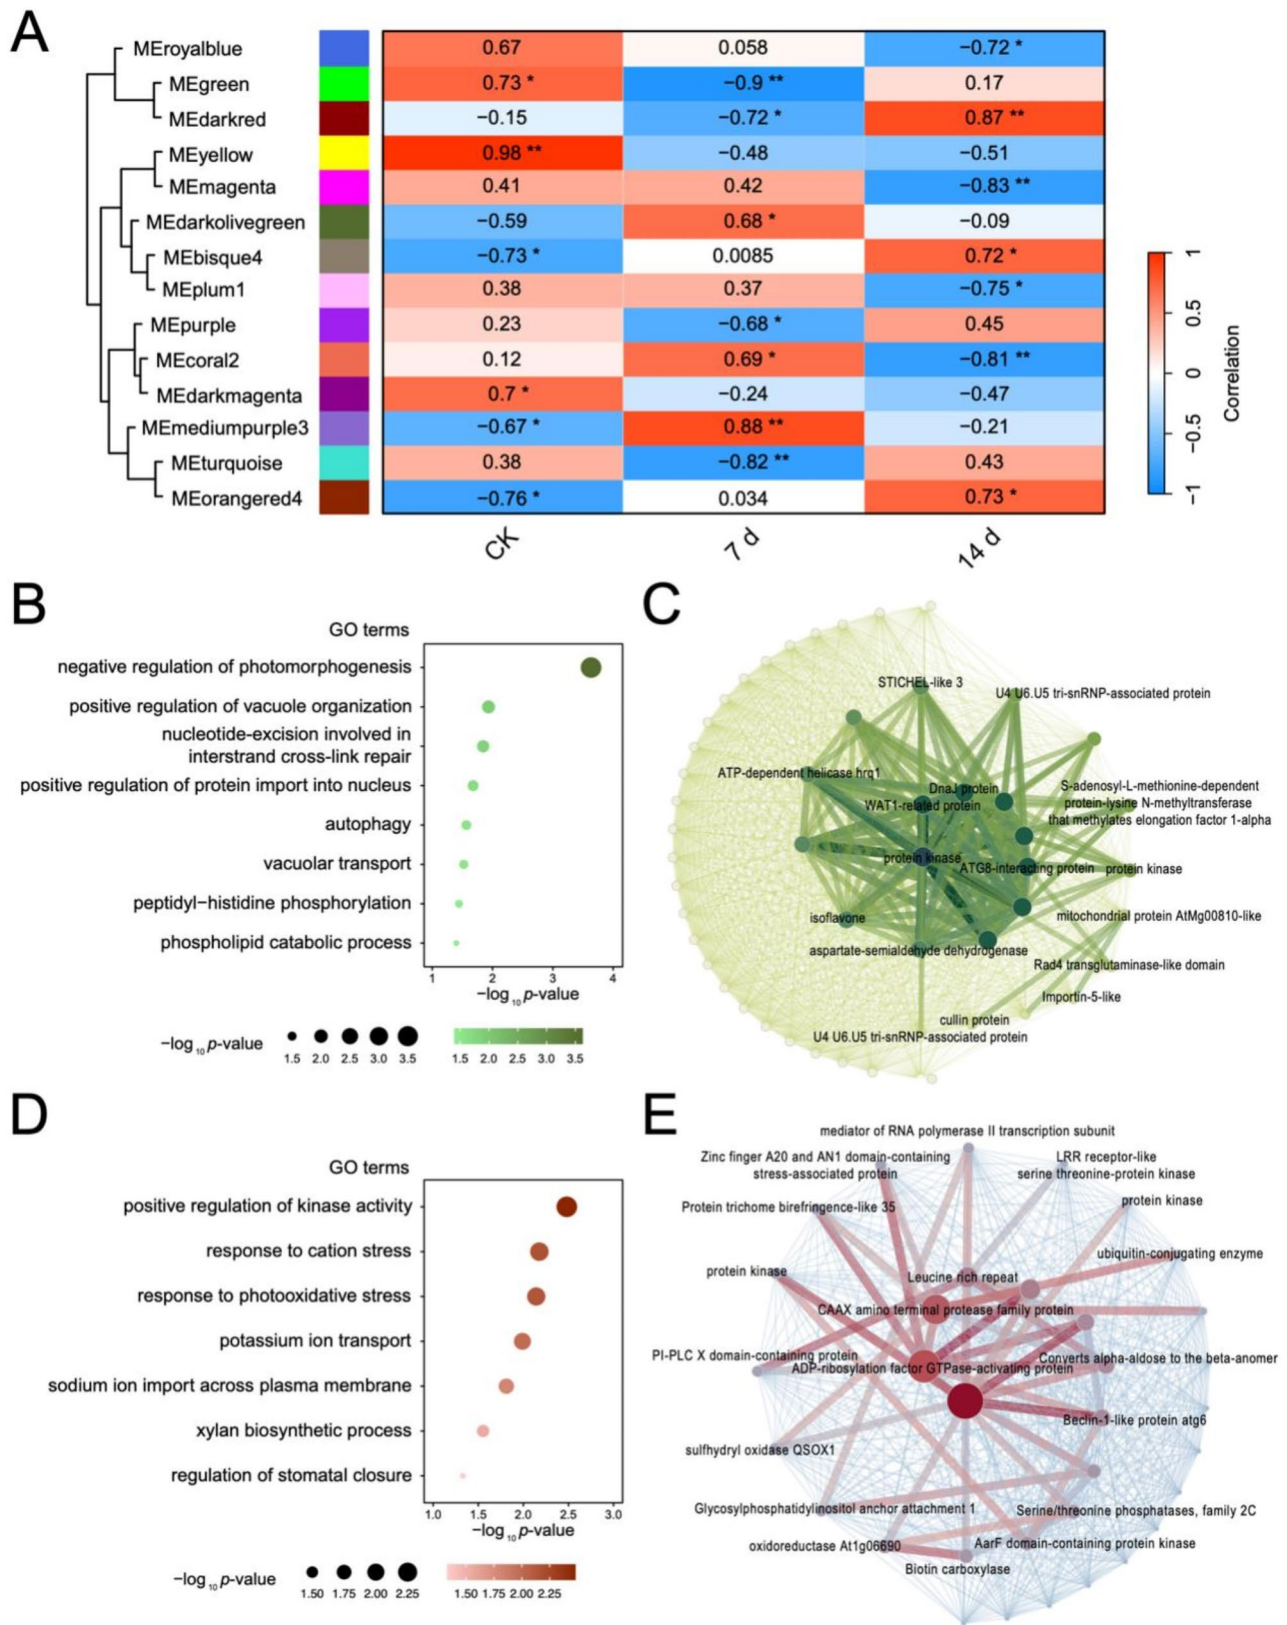 A
MEroyalblue 0.67 0.058 −0.72 *
MEgreen 0.73 * −0.9 ** 0.17
MEdarkred −0.15 −0.72 * 0.87 **
MEyellow 0.98 ** −0.48 −0.51
MEmagenta 0.41 0.42 −0.83 **
MEdarkolivegreen −0.59 0.68 * −0.09
MEbisque4 −0.73 * 0.0085 0.72 *
MEplum1 0.38 0.37 −0.75 *
MEpurple 0.23 −0.68 * 0.45
MEcoral2 0.12 0.69 * −0.81 **
MEdarkmagenta 0.7 * −0.24 −0.47
MEmediumpurple3 −0.67 * 0.88 ** −0.21
MEturquoise 0.38 −0.82 ** 0.43
MEorangered4 −0.76 * 0.034 0.73 *
CK 7 d 14 d
1
0.5
0
−0.5
−1
Correlation
B
GO terms
negative regulation of photomorphogenesis
positive regulation of vacuole organization
nucleotide-excision involved in
interstrand cross-link repair
positive regulation of protein import into nucleus
autophagy
vacuolar transport
peptidyl−histidine phosphorylation
phospholipid catabolic process
1 2 3 4
−log10 p-value
−log10 p-value
1.5 2.0 2.5 3.0 3.5
1.5 2.0 2.5 3.0 3.5
C
STICHEL-like 3
U4 U6.U5 tri-snRNP-associated protein
ATP-dependent helicase hrq1
DnaJ protein
WAT1-related protein
S-adenosyl-L-methionine-dependent
protein-lysine N-methyltransferase
that methylates elongation factor 1-alpha
protein kinase
ATG8-interacting protein
protein kinase
isoflavone
mitochondrial protein AtMg00810-like
aspartate-semialdehyde dehydrogenase
Rad4 transglutaminase-like domain
Importin-5-like
cullin protein
U4 U6.U5 tri-snRNP-associated protein
D
GO terms
positive regulation of kinase activity
response to cation stress
response to photooxidative stress
potassium ion transport
sodium ion import across plasma membrane
xylan biosynthetic process
regulation of stomatal closure
1.0 1.5 2.0 2.5 3.0
−log10 p-value
−log10 p-value
1.50 1.75 2.00 2.25
1.50 1.75 2.00 2.25
E
mediator of RNA polymerase II transcription subunit
Zinc finger A20 and AN1 domain-containing
stress-associated protein
LRR receptor-like
serine threonine-protein kinase
Protein trichome birefringence-like 35
protein kinase
ubiquitin-conjugating enzyme
protein kinase
Leucine rich repeat
CAAX amino terminal protease family protein
PI-PLC X domain-containing protein
Converts alpha-aldose to the beta-anomer
ADP-ribosylation factor GTPase-activating protein
Beclin-1-like protein atg6
sulfhydryl oxidase QSOX1
Glycosylphosphatidylinositol anchor attachment 1
Serine/threonine phosphatases, family 2C
oxidoreductase At1g06690
AarF domain-containing protein kinase
Biotin carboxylase